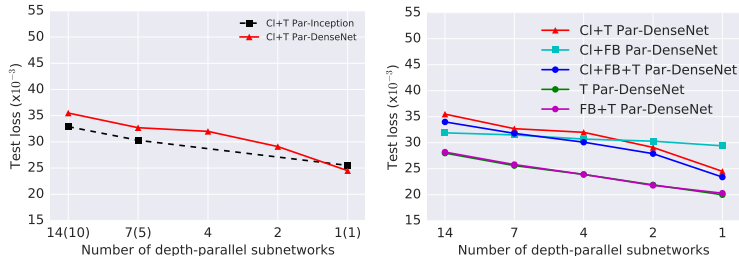 55
50
45
40
35
30
25
20
15
Test loss (x10⁻³)
Cl+T Par-Inception
Cl+T Par-DenseNet
14(10) 7(5) 4 2 1(1)
Number of depth-parallel subnetworks
55
50
45
40
35
30
25
20
15
Test loss (x10⁻³)
Cl+T Par-DenseNet
Cl+FB Par-DenseNet
Cl+FB+T Par-DenseNet
T Par-DenseNet
FB+T Par-DenseNet
14 7 4 2 1
Number of depth-parallel subnetworks